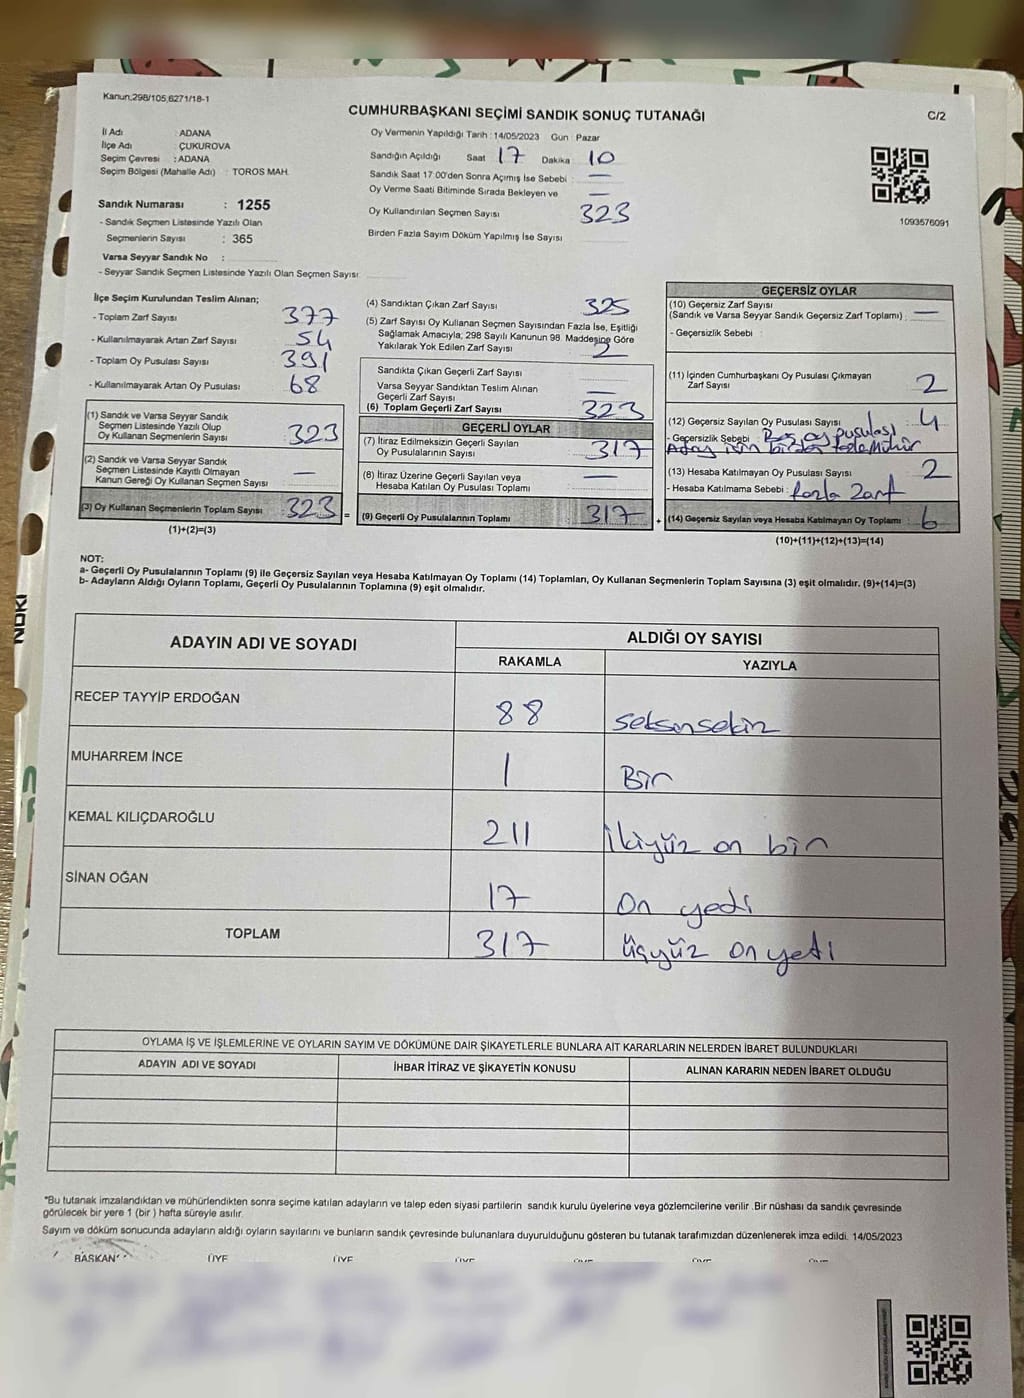 Kanun;298/105,6271/18-1
CUMHURBAŞKANI SEÇİMİ SANDIK SONUÇ TUTANAĞI
C/2
İl Adı : ADANA
İlçe Adı : ÇUKUROVA
Seçim Çevresi : ADANA
Seçim Bölgesi (Mahalle Adı) : TOROS MAH.
Sandık Numarası : 1255
- Sandık Seçmen Listesinde Yazılı Olan
Seçmenlerin Sayısı : 365
Varsa Seyyar Sandık No :
- Seyyar Sandık Seçmen Listesinde Yazılı Olan Seçmen Sayısı:
Oy Vermenin Yapıldığı Tarih : 14/05/2023 Gün : Pazar
Sandığın Açıldığı Saat 17 Dakika 10
Sandık Saat 17:00'den Sonra Açımış İse Sebebi : —
Oy Verme Saati Bitiminde Sırada Bekleyen ve —
Oy Kullandırılan Seçmen Sayısı 323
Birden Fazla Sayım Döküm Yapılmış İse Sayısı
1093576091
İlçe Seçim Kurulundan Teslim Alınan;
- Toplam Zarf Sayısı 377
- Kullanılmayarak Artan Zarf Sayısı 54
- Toplam Oy Pusulası Sayısı 391
- Kullanılmayarak Artan Oy Pusulası 68
(1) Sandık ve Varsa Seyyar Sandık
Seçmen Listesinde Yazılı Olup
Oy Kullanan Seçmenlerin Sayısı 323
(2) Sandık ve Varsa Seyyar Sandık
Seçmen Listesinde Kayıtlı Olmayan
Kanun Gereği Oy Kullanan Seçmen Sayısı —
(3) Oy Kullanan Seçmenlerin Toplam Sayısı 323 =
(1)+(2)=(3)
(4) Sandıktan Çıkan Zarf Sayısı 325
(5) Zarf Sayısı Oy Kullanan Seçmen Sayısından Fazla İse, Eşitliği
Sağlamak Amacıyla, 298 Sayılı Kanunun 98. Maddesine Göre
Yakılarak Yok Edilen Zarf Sayısı 2
Sandıkta Çıkan Geçerli Zarf Sayısı
Varsa Seyyar Sandıktan Teslim Alınan
Geçerli Zarf Sayısı —
(6) Toplam Geçerli Zarf Sayısı 323
GEÇERLİ OYLAR
(7) İtiraz Edilmeksizin Geçerli Sayılan
Oy Pusulalarının Sayısı 317
(8) İtiraz Üzerine Geçerli Sayılan veya
Hesaba Katılan Oy Pusulası Toplamı —
(9) Geçerli Oy Pusulalarının Toplamı 317 +
GEÇERSİZ OYLAR
(10) Geçersiz Zarf Sayısı
(Sandık ve Varsa Seyyar Sandık Geçersiz Zarf Toplamı) : —
- Geçersizlik Sebebi :
(11) İçinden Cumhurbaşkanı Oy Pusulası Çıkmayan
Zarf Sayısı 2
(12) Geçersiz Sayılan Oy Pusulası Sayısı : 4
- Geçersizlik Sebebi : Boş oy pusulası
Aday için birden fazla mühür
(13) Hesaba Katılmayan Oy Pusulası Sayısı : 2
- Hesaba Katılmama Sebebi : fazla zarf
(14) Geçersiz Sayılan veya Hesaba Katılmayan Oy Toplamı : 6
(10)+(11)+(12)+(13)=(14)
NOT:
a- Geçerli Oy Pusulalarının Toplamı (9) ile Geçersiz Sayılan veya Hesaba Katılmayan Oy Toplamı (14) Toplamları, Oy Kullanan Seçmenlerin Toplam Sayısına (3) eşit olmalıdır. (9)+(14)=(3)
b- Adayların Aldığı Oyların Toplamı, Geçerli Oy Pusulalarının Toplamına (9) eşit olmalıdır.
ADAYIN ADI VE SOYADI
ALDIĞI OY SAYISI
RAKAMLA YAZIYLA
RECEP TAYYİP ERDOĞAN 88 seksensekiz
MUHARREM İNCE 1 Bir
KEMAL KILIÇDAROĞLU 211 İkiyüz on bir
SİNAN OĞAN 17 On yedi
TOPLAM 317 üçyüz on yedi
OYLAMA İŞ VE İŞLEMLERİNE VE OYLARIN SAYIM VE DÖKÜMÜNE DAİR ŞİKAYETLERLE BUNLARA AİT KARARLARIN NELERDEN İBARET BULUNDUKLARI
ADAYIN ADI VE SOYADI İHBAR İTİRAZ VE ŞİKAYETİN KONUSU ALINAN KARARIN NEDEN İBARET OLDUĞU
"Bu tutanak imzalandıktan ve mühürlendikten sonra seçime katılan adayların ve talep eden siyasi partilerin sandık kurulu üyelerine veya gözlemcilerine verilir. Bir nüshası da sandık çevresinde
görülecek bir yere 1 (bir ) hafta süreyle asılır.
Sayım ve döküm sonucunda adayların aldığı oyların sayılarını ve bunların sandık çevresinde bulunanlara duyurulduğunu gösteren bu tutanak tarafımızdan düzenlenerek imza edildi. 14/05/2023
BAŞKAN ÜYE ÜYE ÜYE ÜYE ÜYE ÜYE